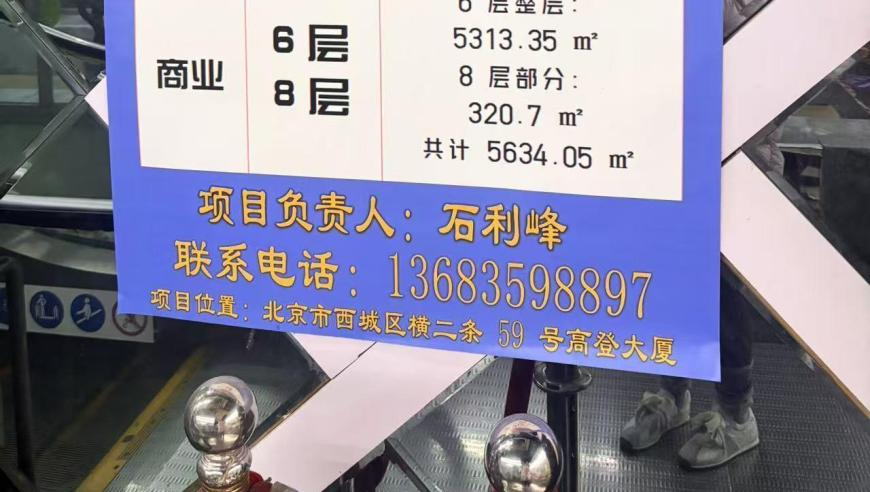 6 层整层：
5313.35 ㎡
商业
6层
8层
8 层部分：
320.7 ㎡
共计 5634.05 ㎡
项目负责人：石利峰
联系电话：13683598897
项目位置：北京市西城区横二条 59 号高登大厦